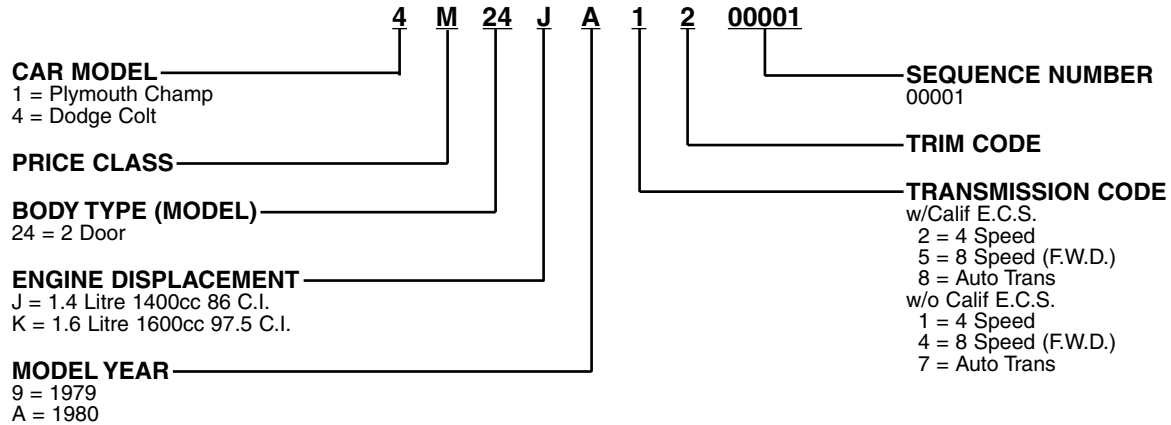 4 M 24 J A 1 2 00001
CAR MODEL
1 = Plymouth Champ
4 = Dodge Colt
PRICE CLASS
BODY TYPE (MODEL)
24 = 2 Door
ENGINE DISPLACEMENT
J = 1.4 Litre 1400cc 86 C.I.
K = 1.6 Litre 1600cc 97.5 C.I.
MODEL YEAR
9 = 1979
A = 1980
SEQUENCE NUMBER
00001
TRIM CODE
TRANSMISSION CODE
w/Calif E.C.S.
2 = 4 Speed
5 = 8 Speed (F.W.D.)
8 = Auto Trans
w/o Calif E.C.S.
1 = 4 Speed
4 = 8 Speed (F.W.D.)
7 = Auto Trans